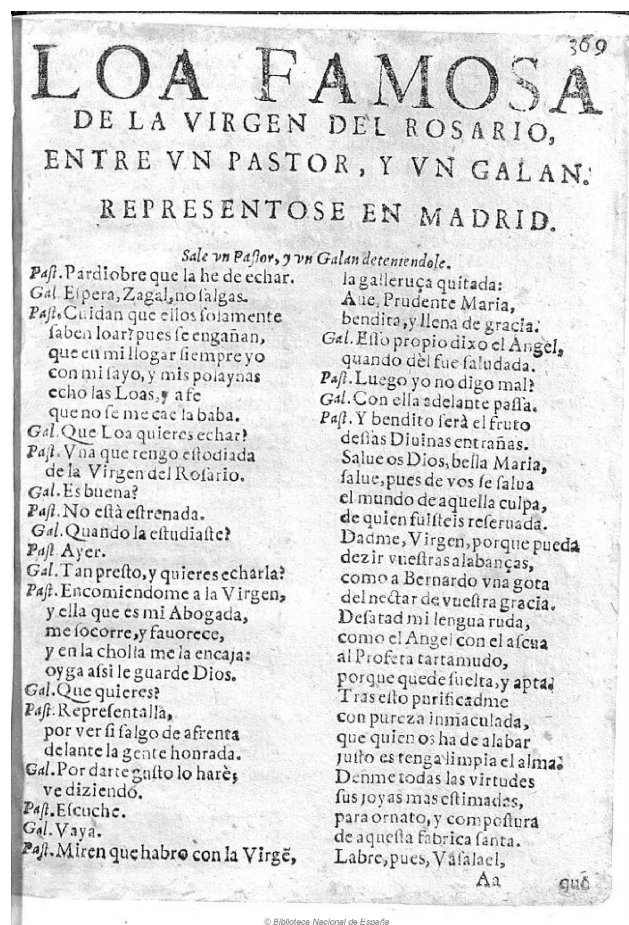 369
LOA FAMOSA
DE LA VIRGEN DEL ROSARIO,
ENTRE VN PASTOR, Y VN GALAN.
REPRESENTOSE EN MADRID.
Sale vn Paſtor, y vn Galan deteniendole.
Paſt. Pardiobre que la he de echar.
Gal. Eſpera, Zagal, no ſalgas.
Paſt. Cuidan que ellos ſolamente
ſaben loar? pues ſe engañan,
que en mi llogar ſiempre yo
con mi ſayo, y mis polaynas
echo las Loas, y a fe
que no ſe me cae la baba.
Gal. Que Loa quieres echar?
Paſt. Vna que tengo eſtodiada
de la Virgen del Roſario.
Gal. Es buena?
Paſt. No eſtà eſtrenada.
Gal. Quando la eſtudiaſte?
Paſt. Ayer.
Gal. Tan preſto, y quieres echarla?
Paſt. Encomiendome a la Virgen,
y ella que es mi Abogada,
me ſocorre, y fauorece,
y en la cholla me la encaja:
oyga aſsi le guarde Dios.
Gal. Que quieres?
Paſt. Repreſentalla,
por ver ſi ſalgo de afrenta
delante la gente honrada.
Gal. Por darte guſto lo harè;
ve diziendo.
Paſt. Eſcuche.
Gal. Vaya.
Paſt. Miren que habro con la Virgẽ,
la galleruça quitada:
Aue, Prudente Maria,
bendita, y llena de gracia.
Gal. Eſſo propio dixo el Angel,
quando dèl fue ſaludada.
Paſt. Luego yo no digo mal?
Gal. Con ella adelante paſſa.
Paſt. Y bendito ſerà el fruto
deſſas Diuinas entrañas.
Salue os Dios, beſla Maria,
ſalue, pues de vos ſe ſalua
el mundo de aquella culpa,
de quien fuiſteis reſeruada.
Dadme, Virgen, porque pueda
dezir vueſtras alabanças,
como a Bernardo vna gota
del nectar de vueſtra gracia.
Deſatad mi lengua ruda,
como el Angel con el aſcua
al Profeta tartamudo,
porque quede ſuelta, y apta.
Tras eſto purificadme
con pureza inmaculada,
que quien os ha de alabar
juſto es tenga limpia el alma.
Denme todas las virtudes
ſus joyas mas eſtimadas,
para ornato, y compoſtura
de aqueſta fabrica ſanta.
Labre, pues, Vaſalael,
Aa
que
© Biblioteca Nacional de España